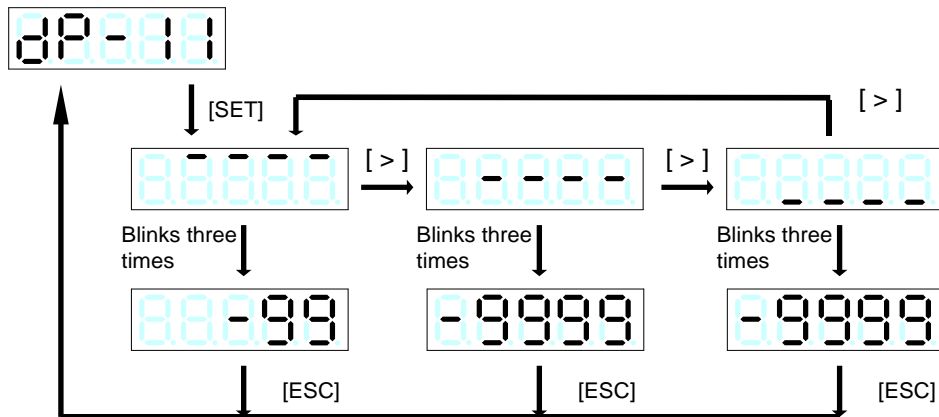 dP-11
[SET]
[ > ]
- - - -
[ > ]
- - - -
[ > ]
_ _ _ _
Blinks three
times
Blinks three
times
Blinks three
times
-99
-9999
-9999
[ESC]
[ESC]
[ESC]